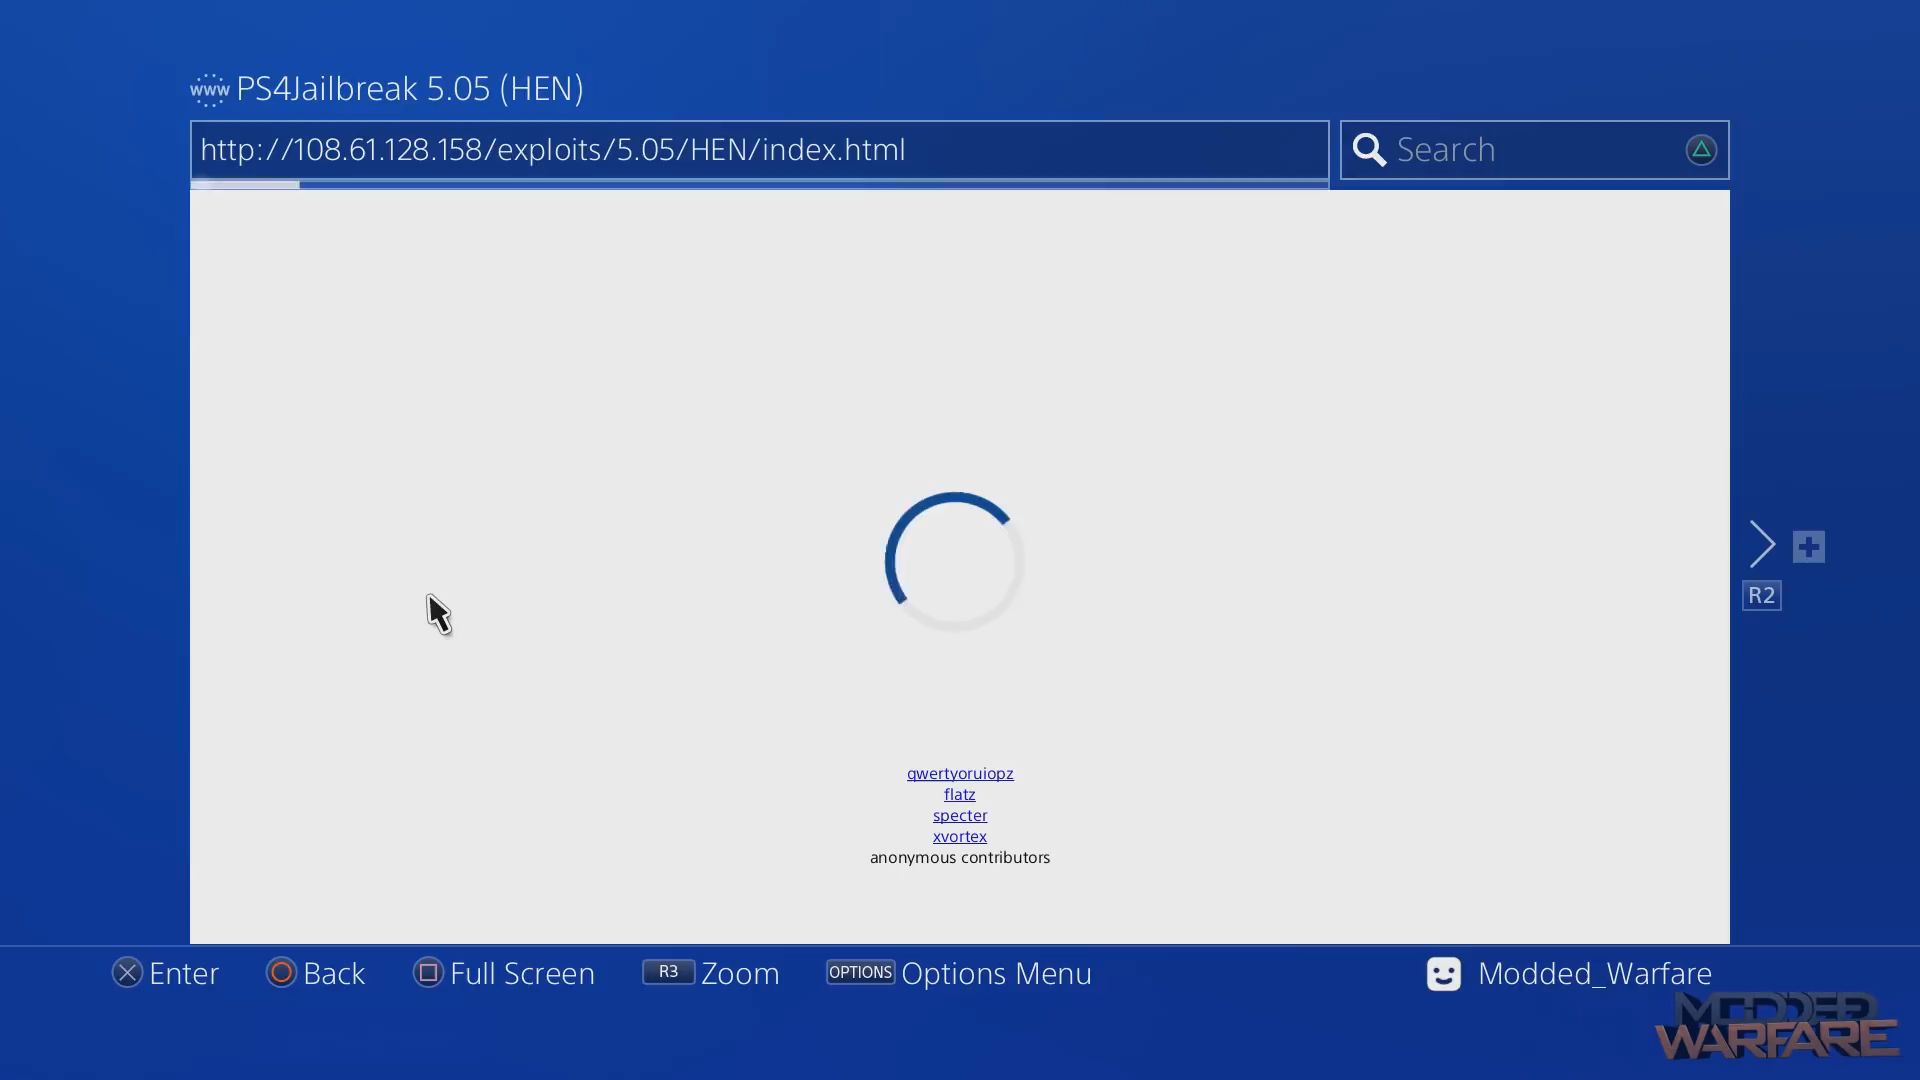 www PS4Jailbreak 5.05 (HEN)
http://108.61.128.158/exploits/5.05/HEN/index.html
Search
R2
qwertyoruiopz
flatz
specter
xvortex
anonymous contributors
Enter Back Full Screen R3 Zoom OPTIONS Options Menu Modded_Warfare
MODDED
WARFARE